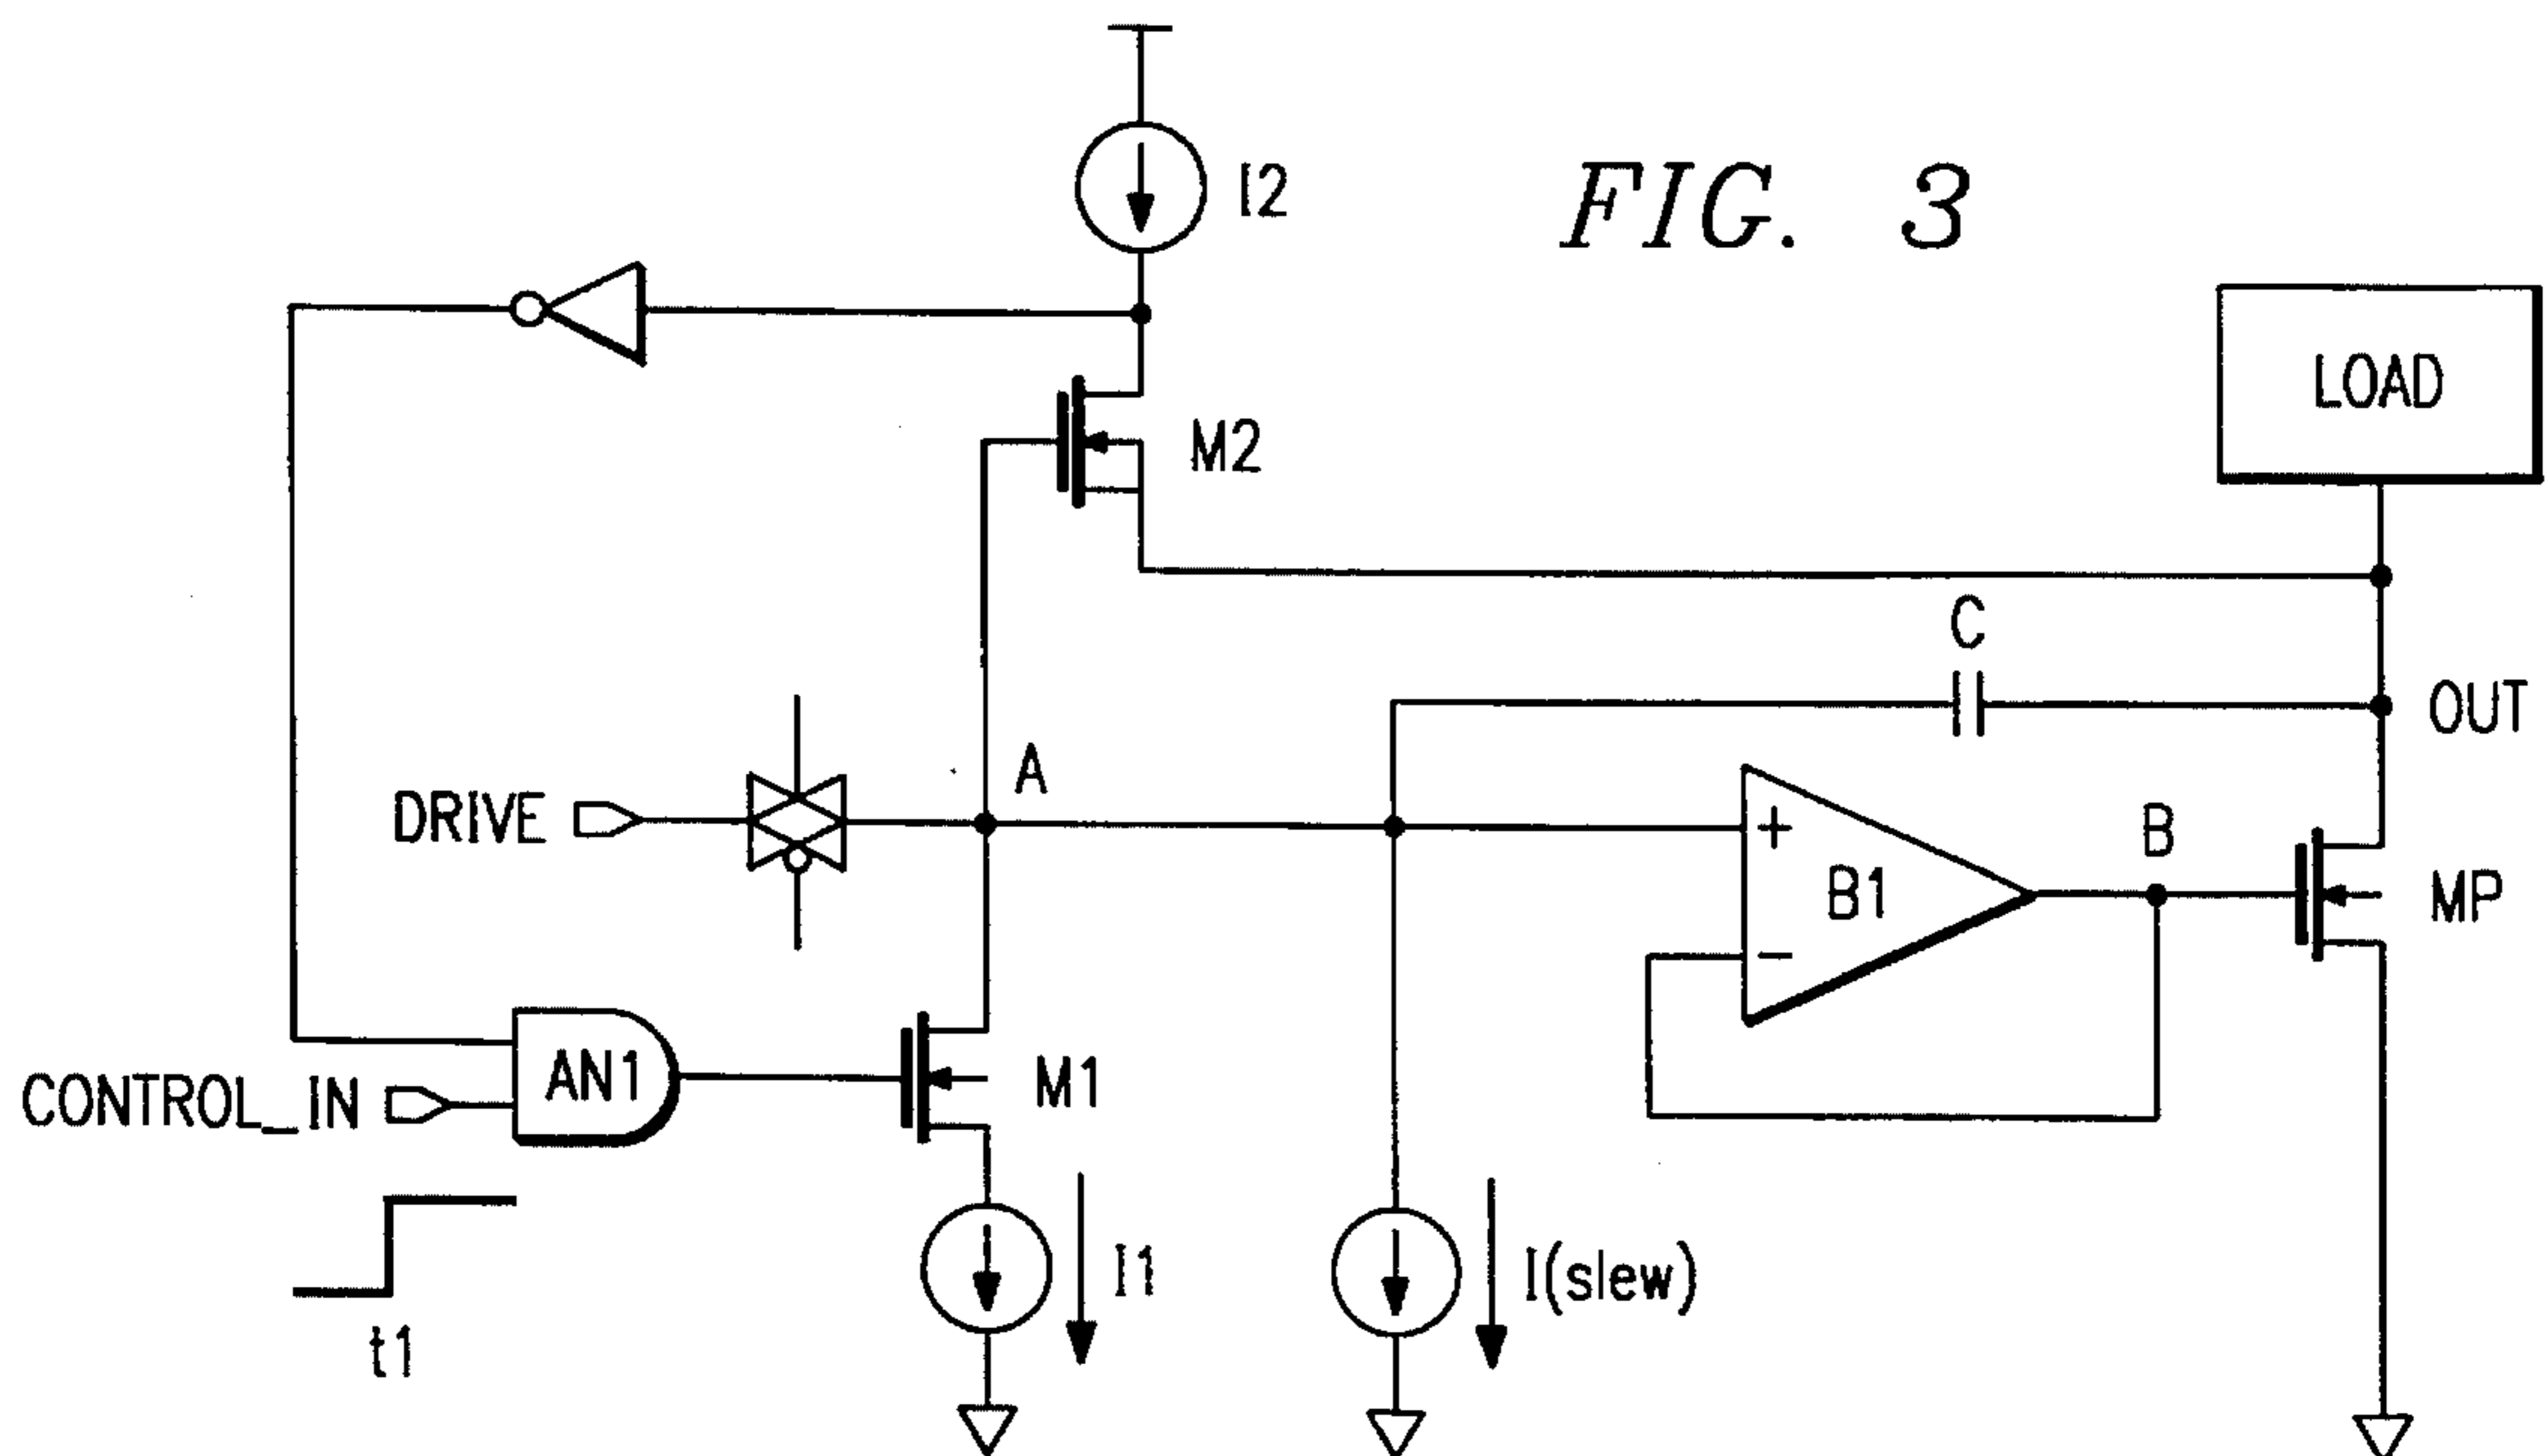 I2
FIG. 3
LOAD
M2
C
OUT
A
DRIVE
B
+
B1
MP
−
AN1
M1
CONTROL_IN
I1
I(slew)
t1